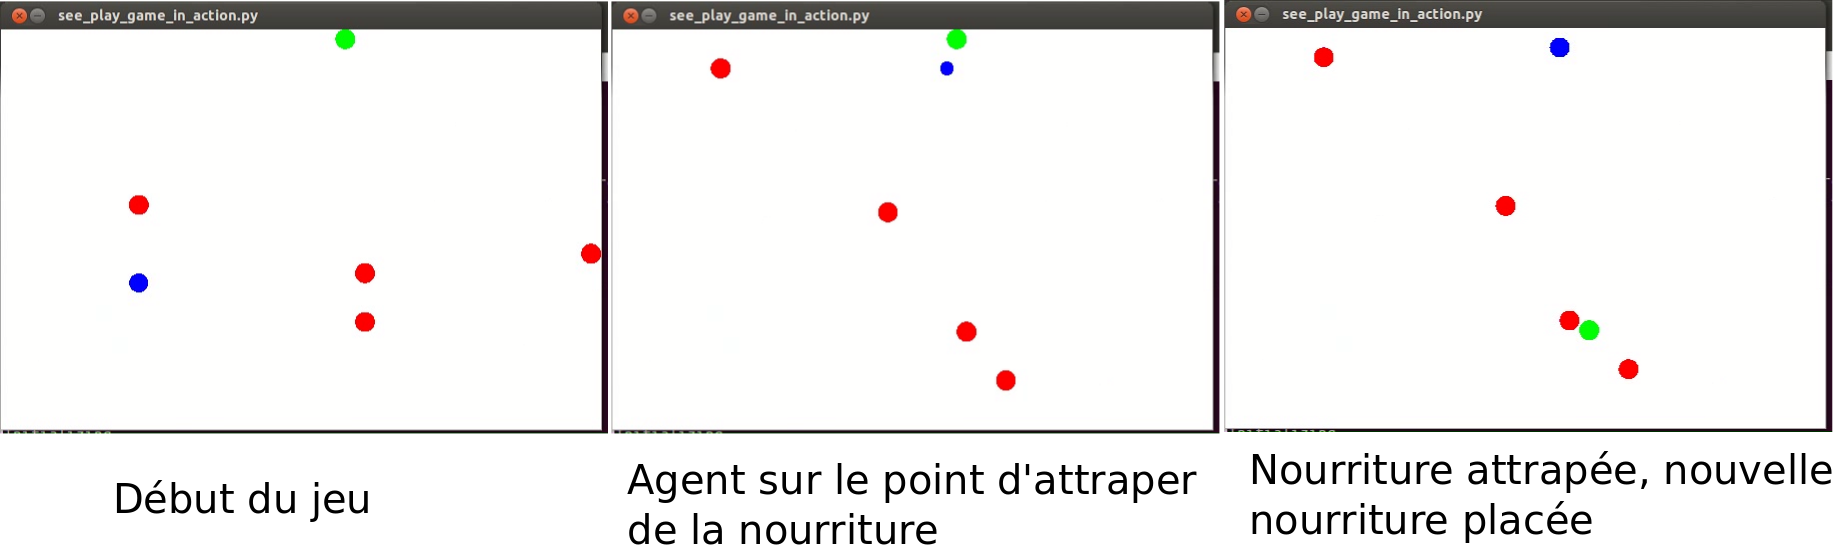 see_play_game_in_action.py
see_play_game_in_action.py
see_play_game_in_action.py
Début du jeu
Agent sur le point d'attraper
de la nourriture
Nourriture attrapée, nouvelle
nourriture placée